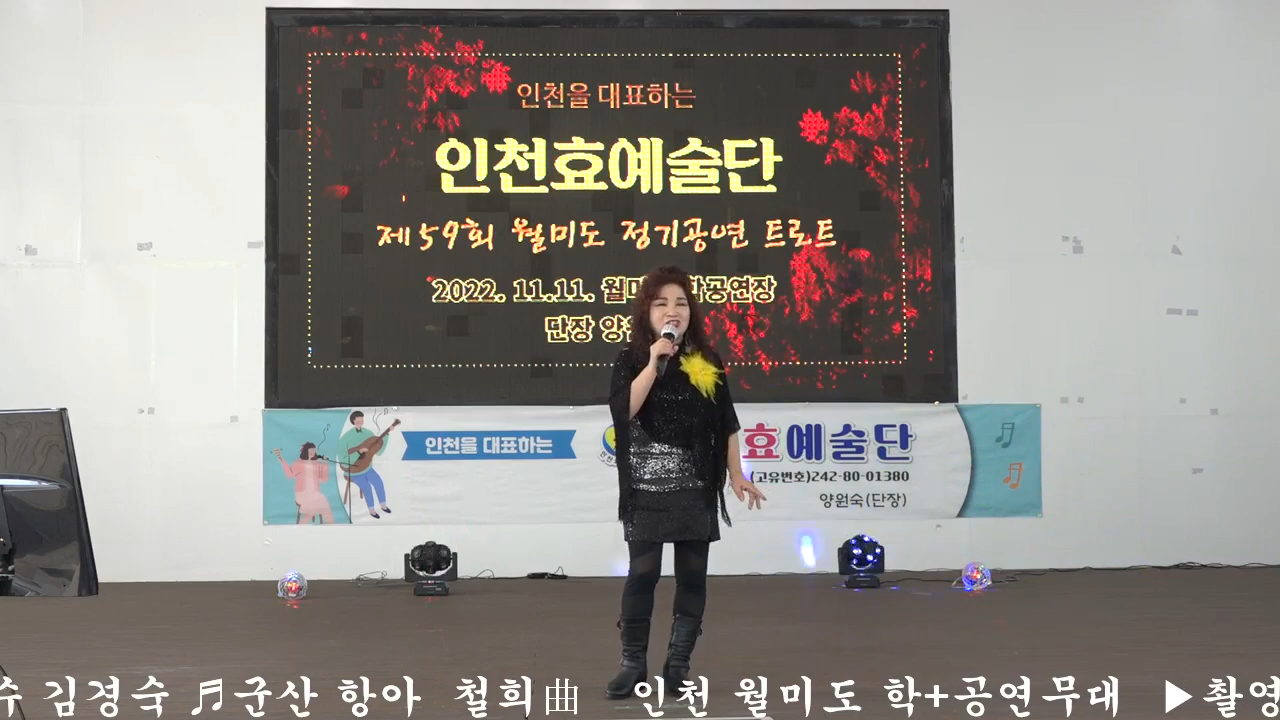 인천을 대표하는
인천효예술단
제59회 월미도 정기공연 트로트
2022. 11.11. 월미 공연장
단장 양원
인천을 대표하는
효예술단
(고유번호)242-80-01380
양원숙(단장)
수 김경숙 ♬군산 항아 철희曲 인천 월미도 학+공연무대 ▶촬영